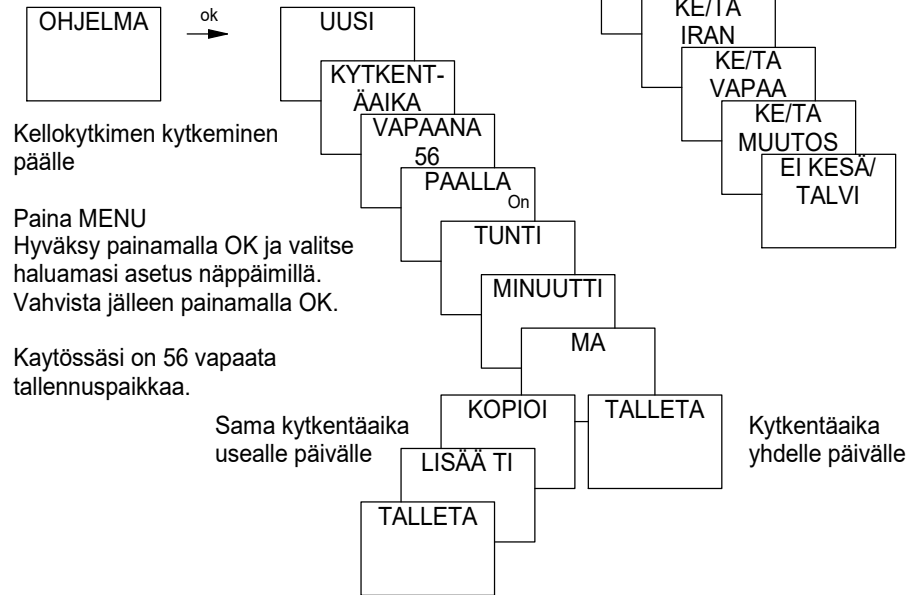 OHJELMA
ok
UUSI
KYTKENT-
ÄAIKA
VAPAANA
56
PAALLA
On
TUNTI
MINUUTTI
MA
KOPIOI
LISÄÄ TI
TALLETA
TALLETA
KE/TA
IRAN
KE/TA
VAPAA
KE/TA
MUUTOS
EI KESÄ/
TALVI
Kellokytkimen kytkeminen
päälle
Paina MENU
Hyväksy painamalla OK ja valitse
haluamasi asetus näppäimillä.
Vahvista jälleen painamalla OK.
Kaytössäsi on 56 vapaata
tallennuspaikkaa.
Sama kytkentäaika
usealle päivälle
Kytkentäaika
yhdelle päivälle